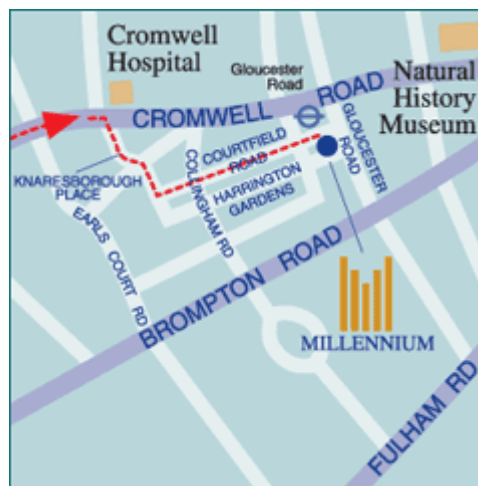 Cromwell
Hospital
Gloucester
Road
Natural
History
Museum
CROMWELL ROAD
COURTFIELD
ROAD
GLOUCESTER
ROAD
KNARESBOROUGH
PLACE
COLLINGHAM RD
HARRINGTON
GARDENS
EARLS COURT RD
BROMPTON ROAD
MILLENNIUM
FULHAM RD